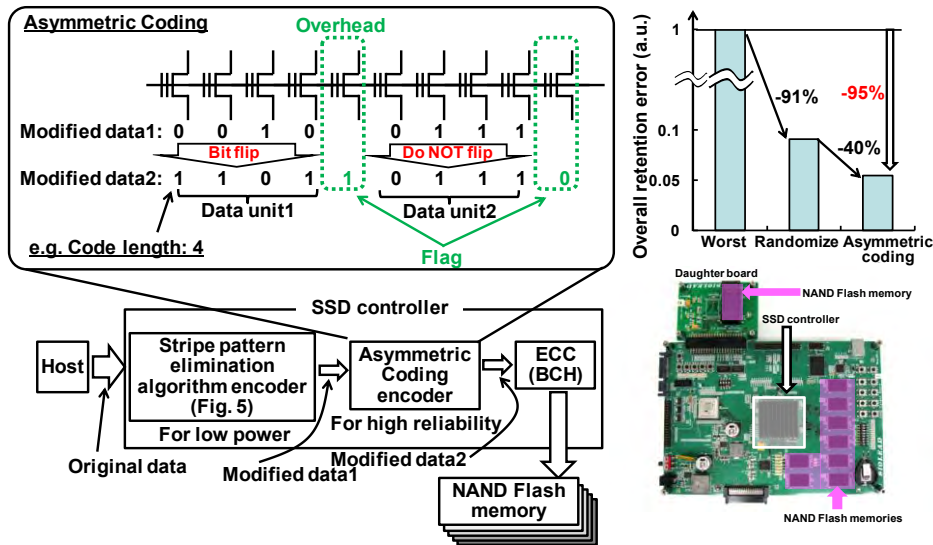 Asymmetric Coding
Overhead
Modified data1: 0 0 1 0 0 1 1 1
Bit flip
Do NOT flip
Modified data2: 1 1 0 1 1 0 1 1 1 0
Data unit1
Data unit2
e.g. Code length: 4
Flag
SSD controller
Host
Stripe pattern
elimination
algorithm encoder
(Fig. 5)
Asymmetric
Coding
encoder
ECC
(BCH)
For low power
For high reliability
Original data
Modified data1
Modified data2
NAND Flash
memory
Overall retention error (a.u.)
1
0.1
0.05
0
-91%
-40%
-95%
Worst
Randomize
Asymmetric
coding
Daughter board
NAND Flash memory
SSD controller
NAND Flash memories